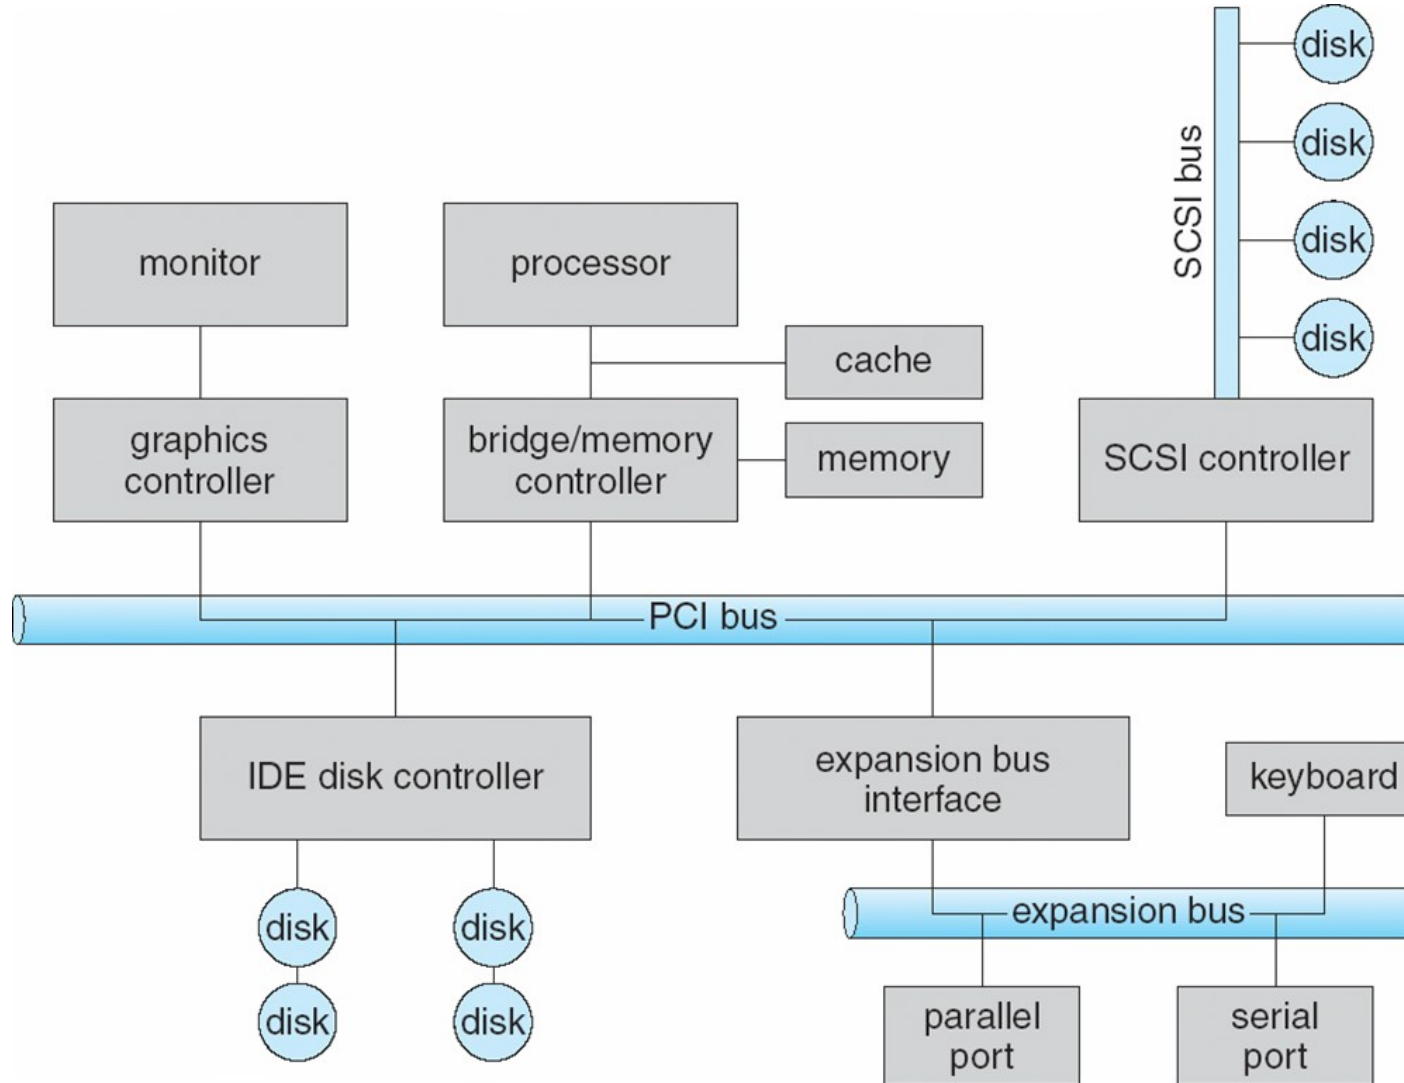 disk
disk
SCSI bus
disk
disk
monitor
processor
cache
graphics
controller
bridge/memory
controller
memory
SCSI controller
PCI bus
IDE disk controller
expansion bus
interface
keyboard
disk
disk
expansion bus
disk
disk
parallel
port
serial
port